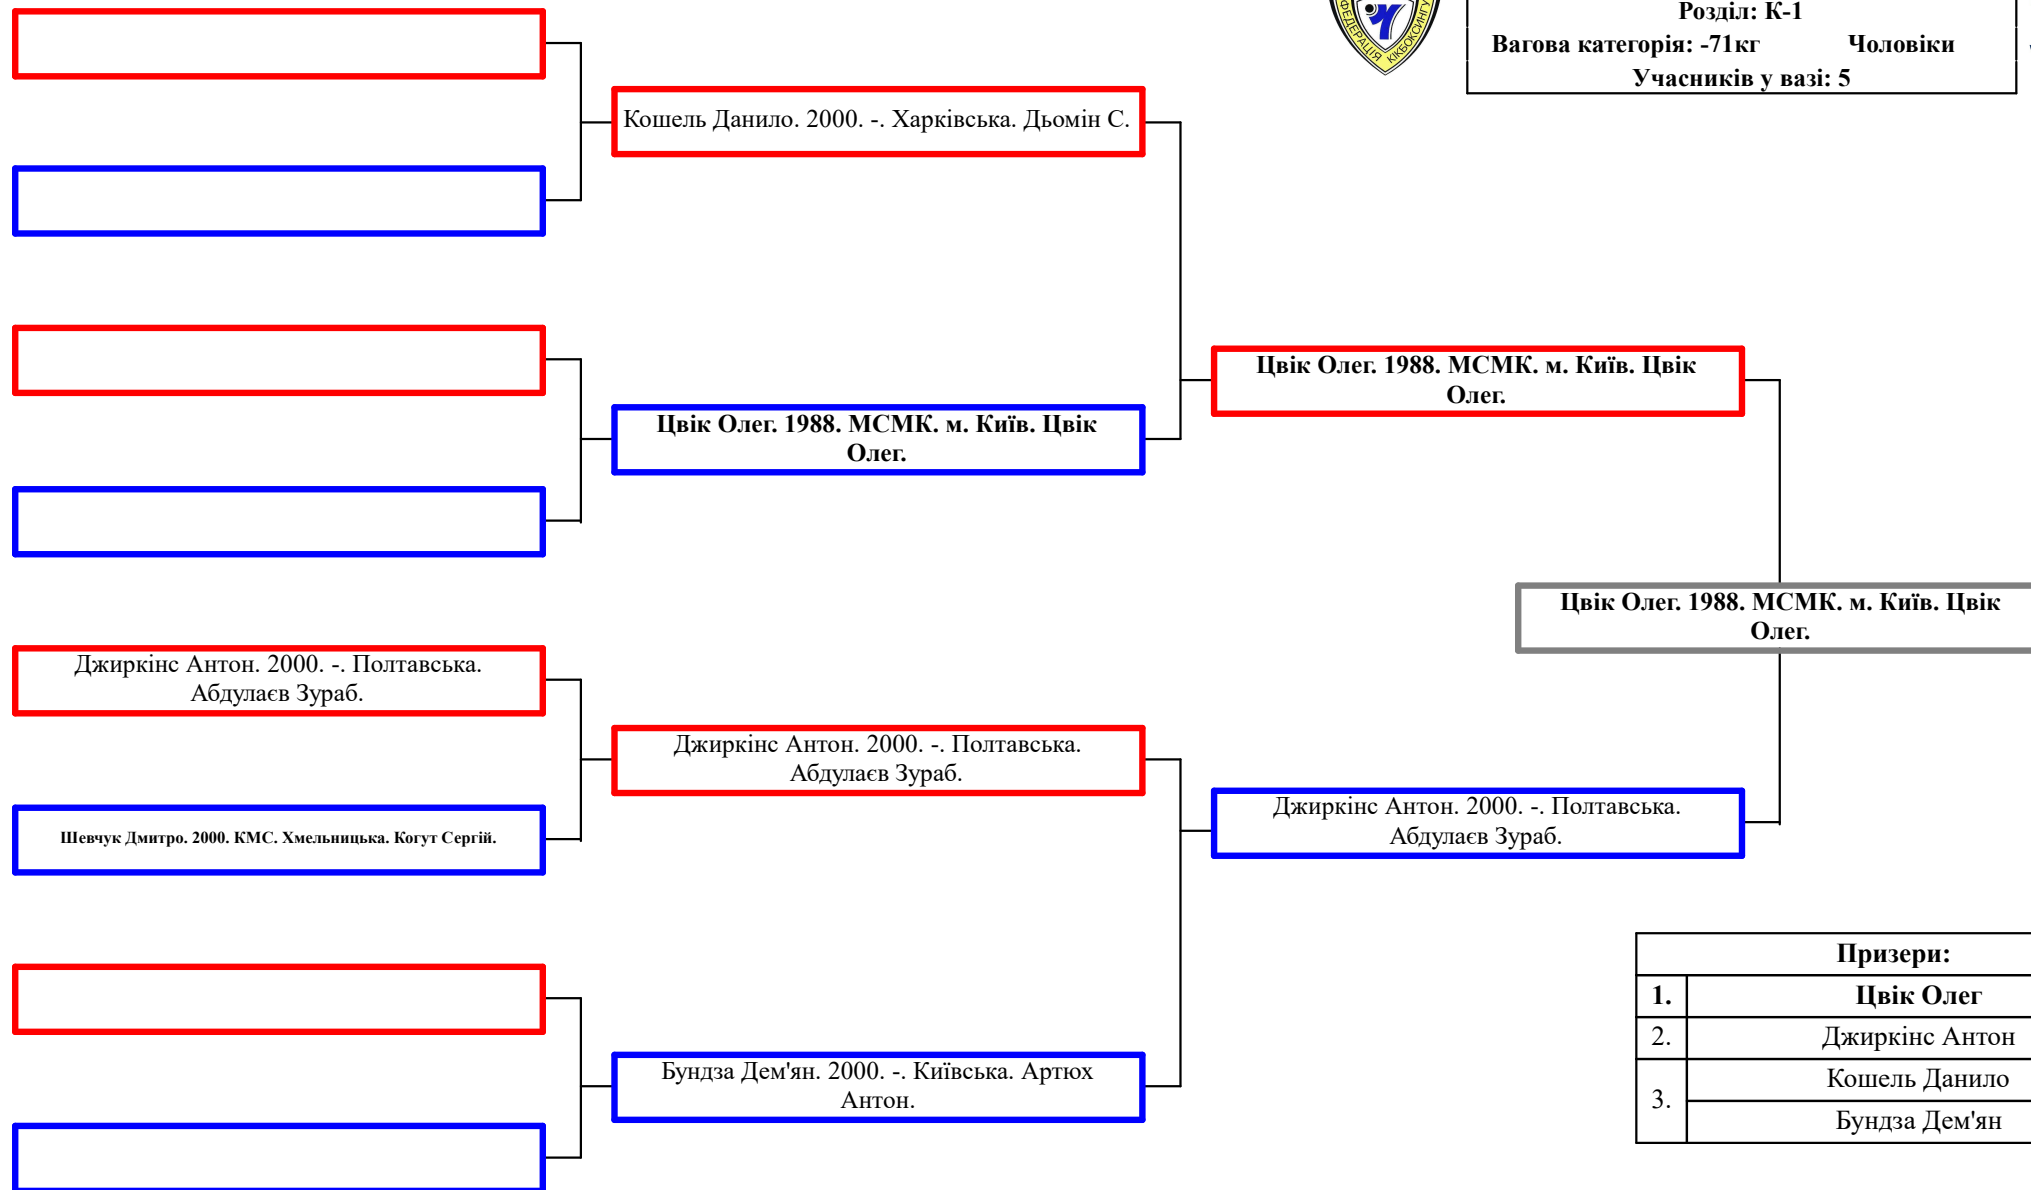 ФЕДЕРАЦІЯ КІКБОКСИНГУ
Розділ: К-1
Вагова категорія: -71кг Чоловіки
Учасників у вазі: 5
Кошель Данило. 2000. -. Харківська. Дьомін С.
Цвік Олег. 1988. МСМК. м. Київ. Цвік
Олег.
Цвік Олег. 1988. МСМК. м. Київ. Цвік
Олег.
Цвік Олег. 1988. МСМК. м. Київ. Цвік
Олег.
Джиркінс Антон. 2000. -. Полтавська.
Абдулаєв Зураб.
Джиркінс Антон. 2000. -. Полтавська.
Абдулаєв Зураб.
Джиркінс Антон. 2000. -. Полтавська.
Абдулаєв Зураб.
Шевчук Дмитро. 2000. КМС. Хмельницька. Когут Сергій.
Бундза Дем'ян. 2000. -. Київська. Артюх
Антон.
Призери:
1. Цвік Олег
2. Джиркінс Антон
3. Кошель Данило
Бундза Дем'ян